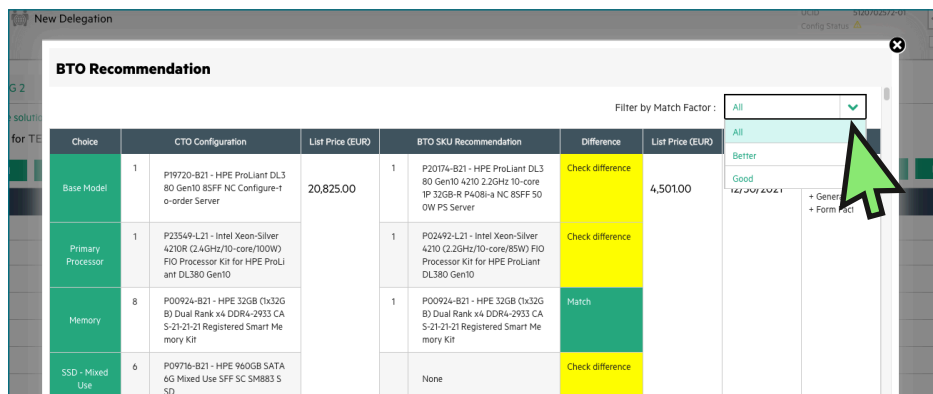 New Delegation
UCID 5120702572-01
Config Status
BTO Recommendation
G 2
e solutio
for TE
Filter by Match Factor :
All
All
Better
Good
Choice
CTO Configuration
List Price (EUR)
BTO SKU Recommendation
Difference
List Price (EUR)
Base Model
1
P19720-B21 - HPE ProLiant DL3
80 Gen10 8SFF NC Configure-t
o-order Server
20,825.00
1
P20174-B21 - HPE ProLiant DL3
80 Gen10 4210 2.2GHz 10-core
1P 32GB-R P408i-a NC 8SFF 50
0W PS Server
Check difference
4,501.00
12/30/2021
+ Genera
+ Form Fact
Primary
Processor
1
P23549-L21 - Intel Xeon-Silver
4210R (2.4GHz/10-core/100W)
FIO Processor Kit for HPE ProLi
ant DL380 Gen10
1
P02492-L21 - Intel Xeon-Silver
4210 (2.2GHz/10-core/85W) FIO
Processor Kit for HPE ProLiant
DL380 Gen10
Check difference
Memory
8
P00924-B21 - HPE 32GB (1x32G
B) Dual Rank x4 DDR4-2933 CA
S-21-21-21 Registered Smart Me
mory Kit
1
P00924-B21 - HPE 32GB (1x32G
B) Dual Rank x4 DDR4-2933 CA
S-21-21-21 Registered Smart Me
mory Kit
Match
SSD - Mixed
Use
6
P09716-B21 - HPE 960GB SATA
6G Mixed Use SFF SC SM883 S
SD
None
Check difference